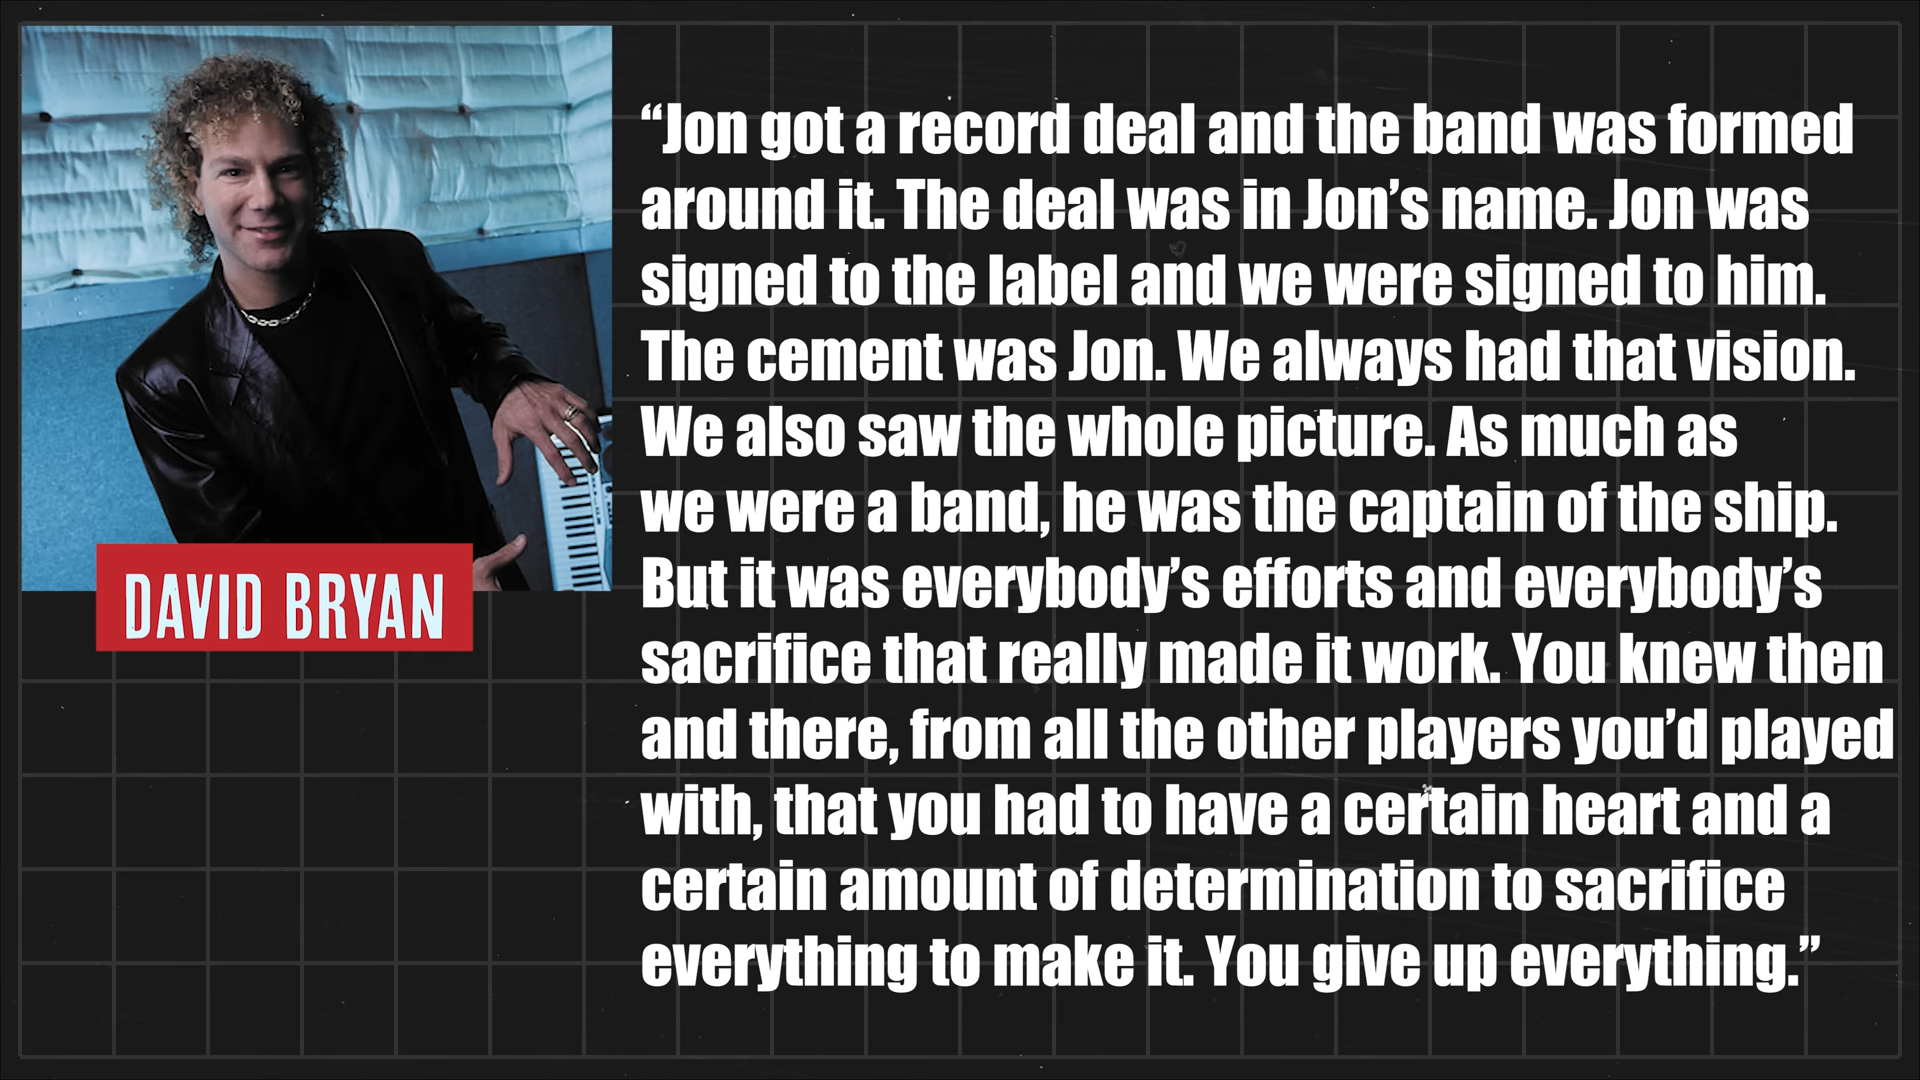 “Jon got a record deal and the band was formed
around it. The deal was in Jon’s name. Jon was
signed to the label and we were signed to him.
The cement was Jon. We always had that vision.
We also saw the whole picture. As much as
we were a band, he was the captain of the ship.
But it was everybody’s efforts and everybody’s
sacrifice that really made it work. You knew then
and there, from all the other players you’d played
with, that you had to have a certain heart and a
certain amount of determination to sacrifice
everything to make it. You give up everything.”
DAVID BRYAN